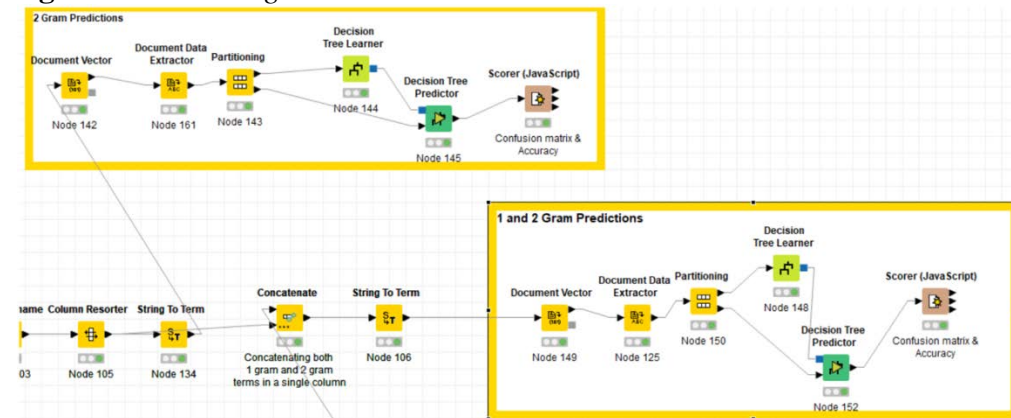 2 Gram Predictions
Decision
Tree Learner
Document Vector
Document Data
Extractor
Partitioning
Node 144
Decision Tree
Predictor
Scorer (JavaScript)
Node 142
Node 161
Node 143
Node 145
Confusion matrix &
Accuracy
1 and 2 Gram Predictions
Decision
Tree Learner
Document Vector
Document Data
Extractor
Partitioning
Scorer (JavaScript)
Node 148
Decision Tree
Predictor
Node 149
Node 125
Node 150
Confusion matrix &
Accuracy
Node 152
name
Column Resorter
String To Term
Concatenate
String To Term
03
Node 105
Node 134
Concatenating both
1 gram and 2 gram
terms in a single column
Node 106